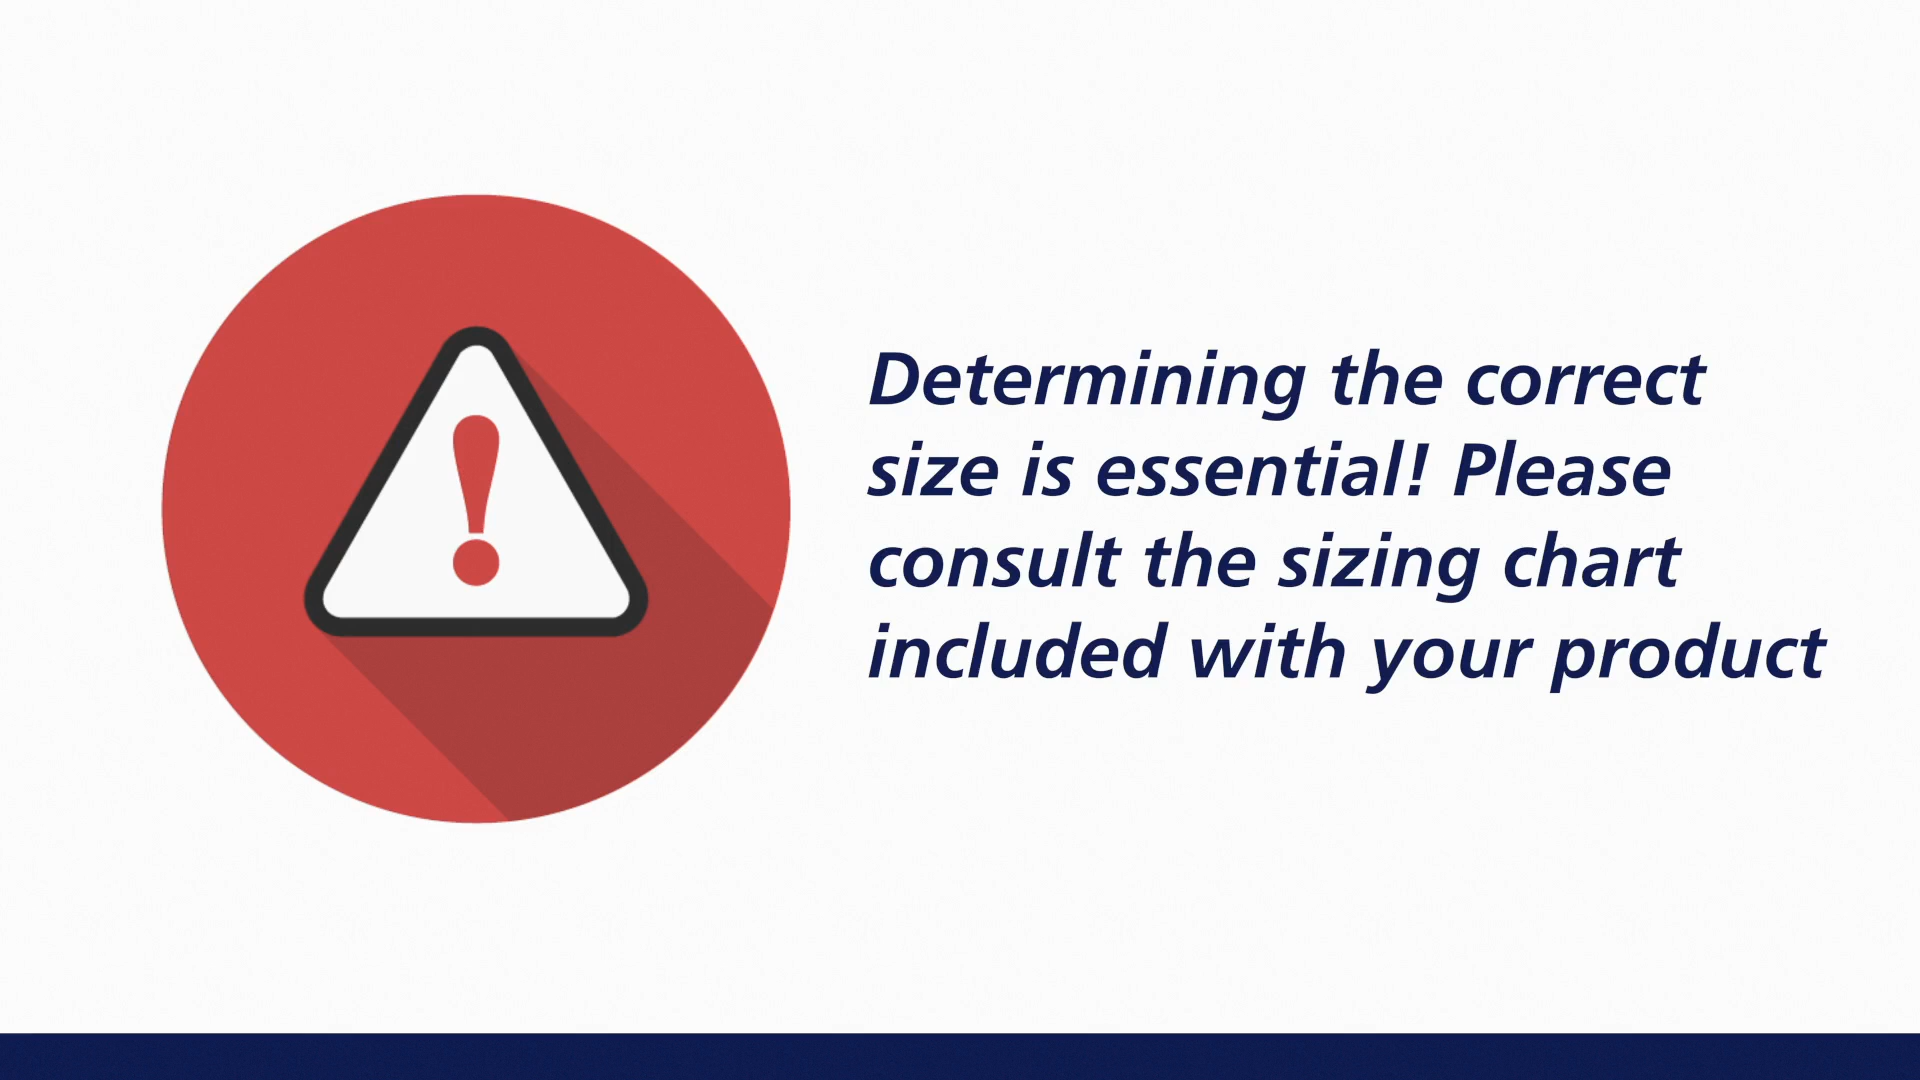 Determining the correct
size is essential! Please
consult the sizing chart
included with your product